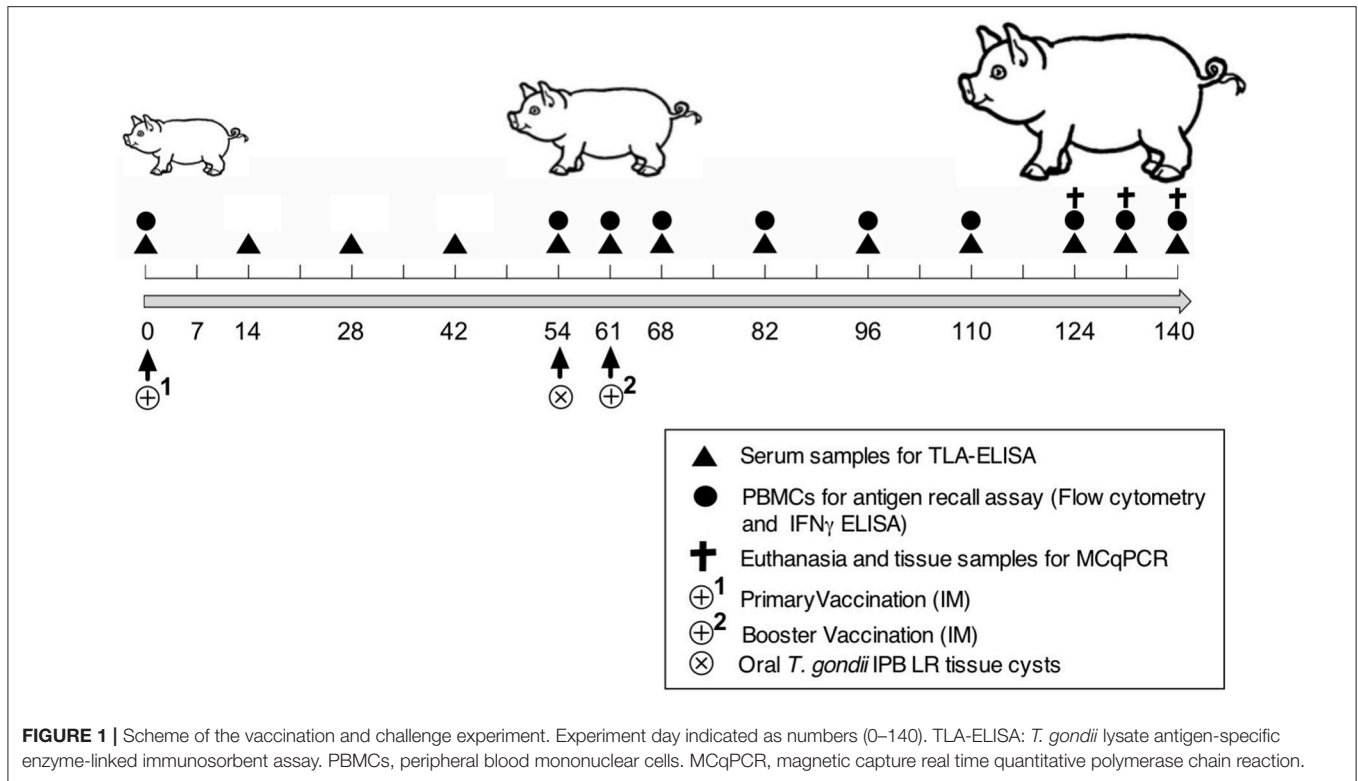 0 7 14 28 42 54 61 68 82 96 110 124 140
1 2
Serum samples for TLA-ELISA
PBMCs for antigen recall assay (Flow cytometry
and IFNγ ELISA)
Euthanasia and tissue samples for MCqPCR
1 PrimaryVaccination (IM)
2 Booster Vaccination (IM)
Oral T. gondii IPB LR tissue cysts
FIGURE 1 | Scheme of the vaccination and challenge experiment. Experiment day indicated as numbers (0–140). TLA-ELISA: T. gondii lysate antigen-specific
enzyme-linked immunosorbent assay. PBMCs, peripheral blood mononuclear cells. MCqPCR, magnetic capture real time quantitative polymerase chain reaction.